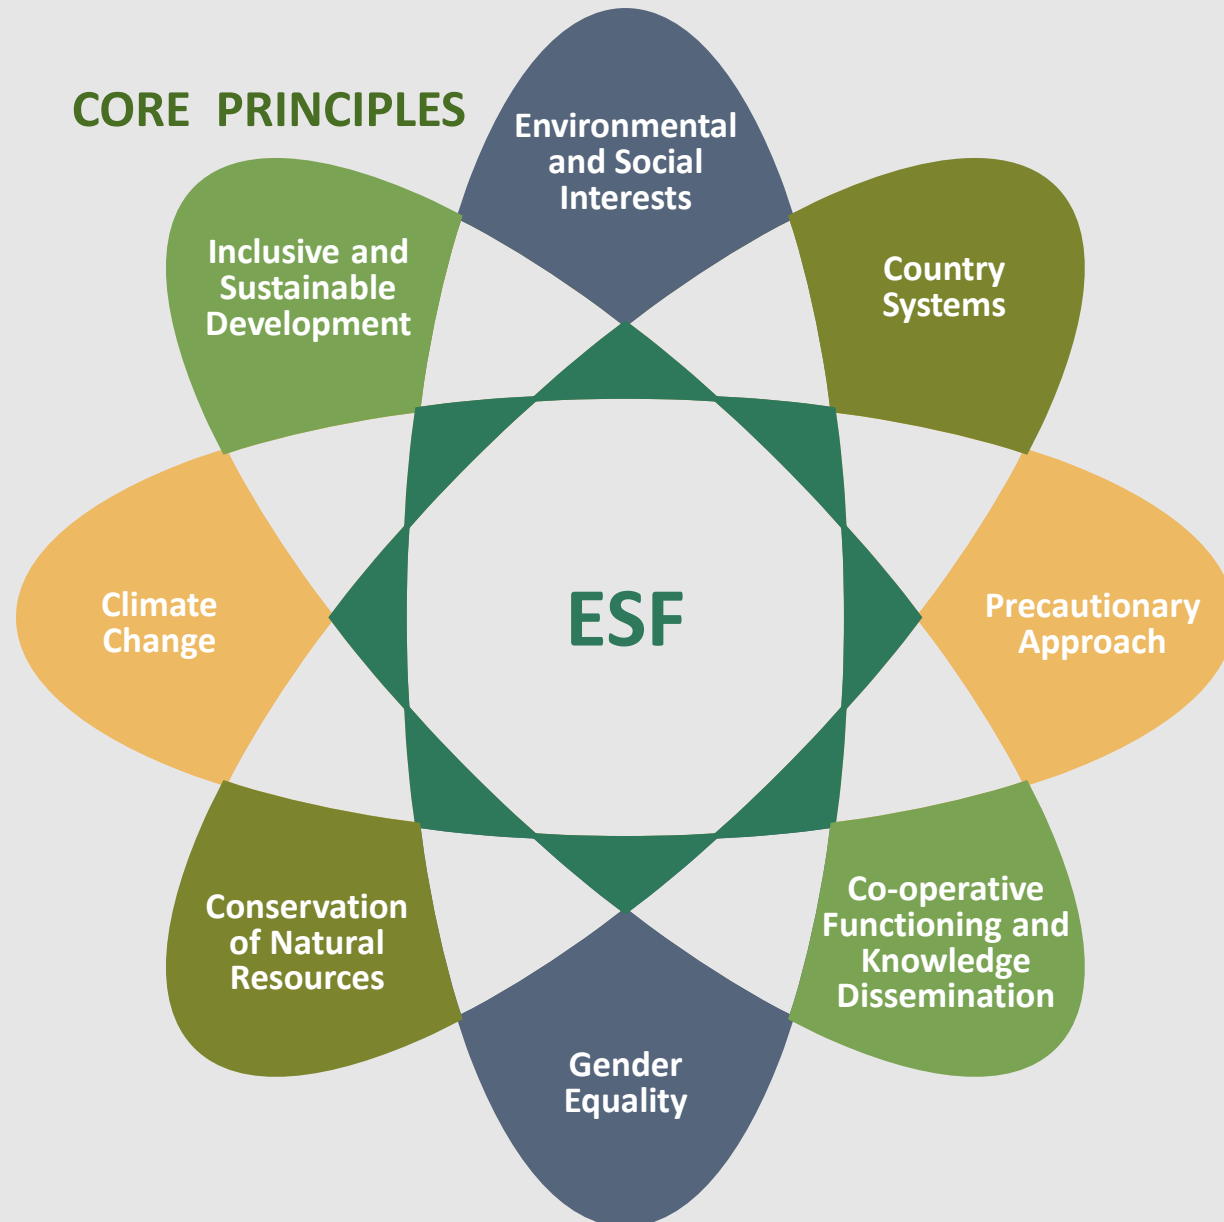 CORE PRINCIPLES
Environmental
and Social
Interests
Country
Systems
Precautionary
Approach
Co-operative
Functioning and
Knowledge
Dissemination
Gender
Equality
Conservation
of Natural
Resources
Climate
Change
Inclusive and
Sustainable
Development
ESF